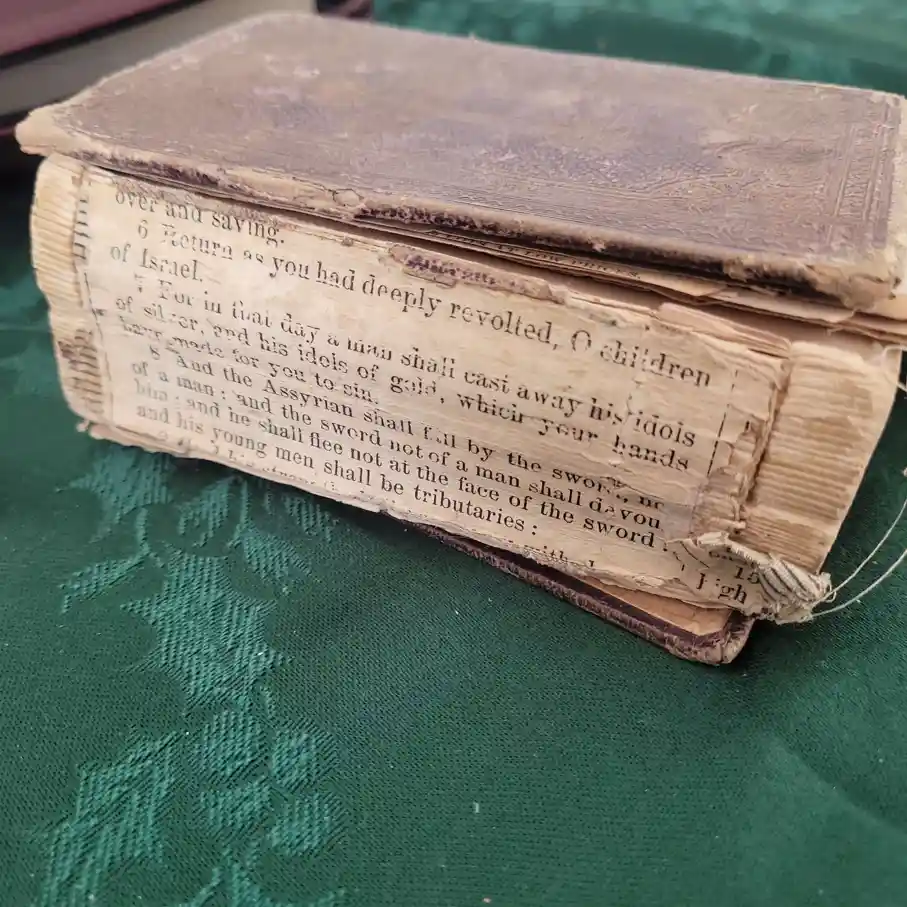 over and saving.
6 Return as you had deeply revolted, O children
of Israel.
7 For in that day a man shall cast away his idols
of silver, and his idols of gold, which your hands
have made for you to sin.
8 And the Assyrian shall fall by the sword not
of a man; and the sword not of a man shall devou
him: and he shall flee not at the face of the sword:
and his young men shall be tributaries: